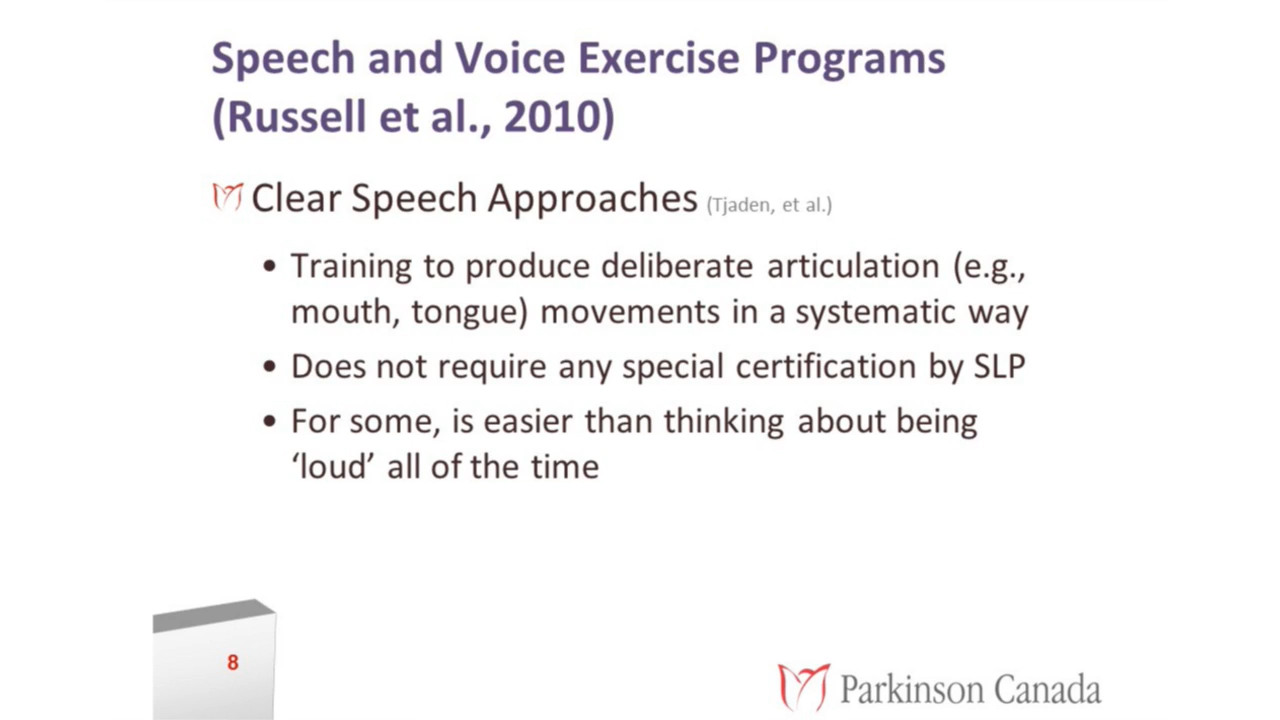 Speech and Voice Exercise Programs
(Russell et al., 2010)
Clear Speech Approaches (Tjaden, et al.)
• Training to produce deliberate articulation (e.g.,
mouth, tongue) movements in a systematic way
• Does not require any special certification by SLP
• For some, is easier than thinking about being
‘loud’ all of the time
8
Parkinson Canada